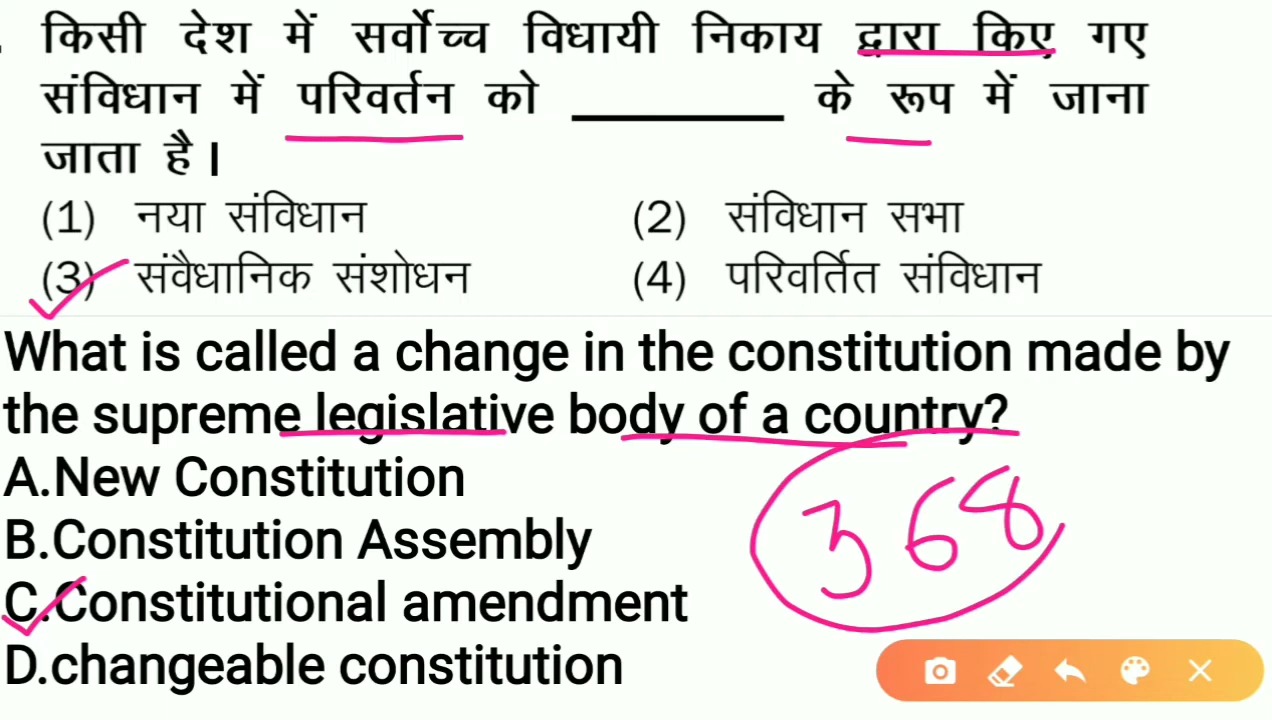 किसी देश में सर्वोच्च विधायी निकाय द्वारा किए गए
संविधान में परिवर्तन को ________ के रूप में जाना
जाता है।
(1) नया संविधान (2) संविधान सभा
(3) संवैधानिक संशोधन (4) परिवर्तित संविधान
What is called a change in the constitution made by
the supreme legislative body of a country?
A.New Constitution
B.Constitution Assembly
C.Constitutional amendment
D.changeable constitution
368